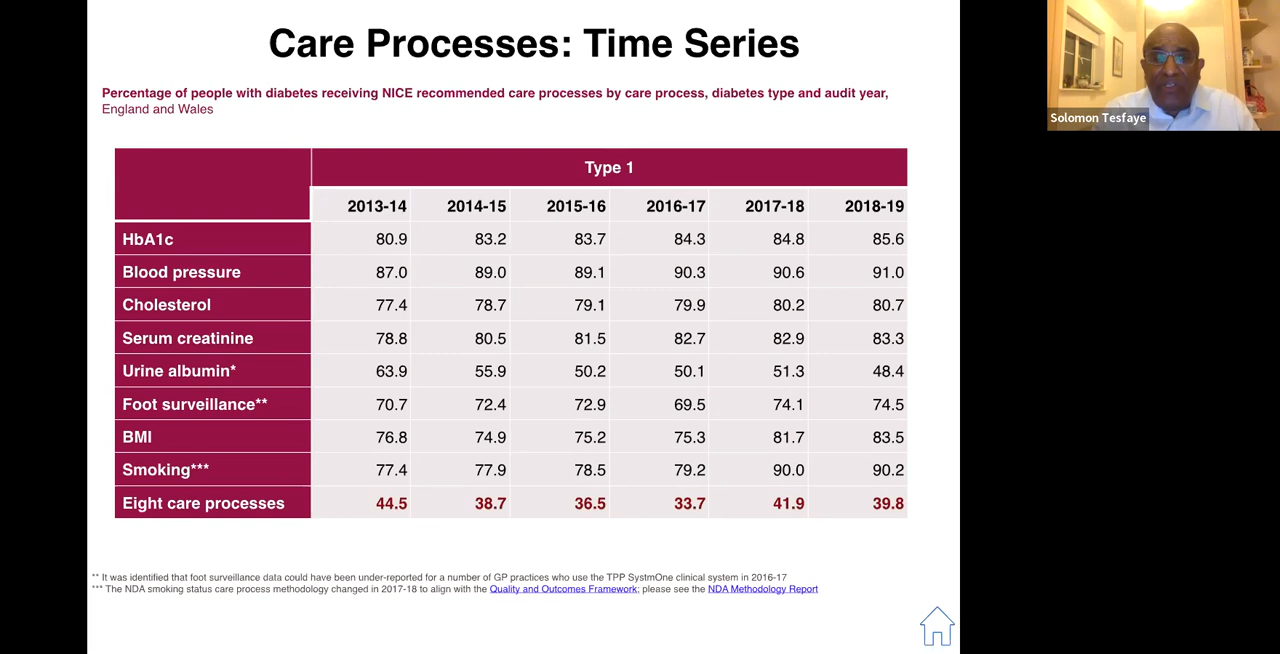 Care Processes: Time Series
Percentage of people with diabetes receiving NICE recommended care processes by care process, diabetes type and audit year,
England and Wales
Type 1
2013-14 2014-15 2015-16 2016-17 2017-18 2018-19
HbA1c 80.9 83.2 83.7 84.3 84.8 85.6
Blood pressure 87.0 89.0 89.1 90.3 90.6 91.0
Cholesterol 77.4 78.7 79.1 79.9 80.2 80.7
Serum creatinine 78.8 80.5 81.5 82.7 82.9 83.3
Urine albumin* 63.9 55.9 50.2 50.1 51.3 48.4
Foot surveillance** 70.7 72.4 72.9 69.5 74.1 74.5
BMI 76.8 74.9 75.2 75.3 81.7 83.5
Smoking*** 77.4 77.9 78.5 79.2 90.0 90.2
Eight care processes 44.5 38.7 36.5 33.7 41.9 39.8
** It was identified that foot surveillance data could have been under-reported for a number of GP practices who use the TPP SystmOne clinical system in 2016-17
*** The NDA smoking status care process methodology changed in 2017-18 to align with the Quality and Outcomes Framework; please see the NDA Methodology Report
Solomon Tesfaye